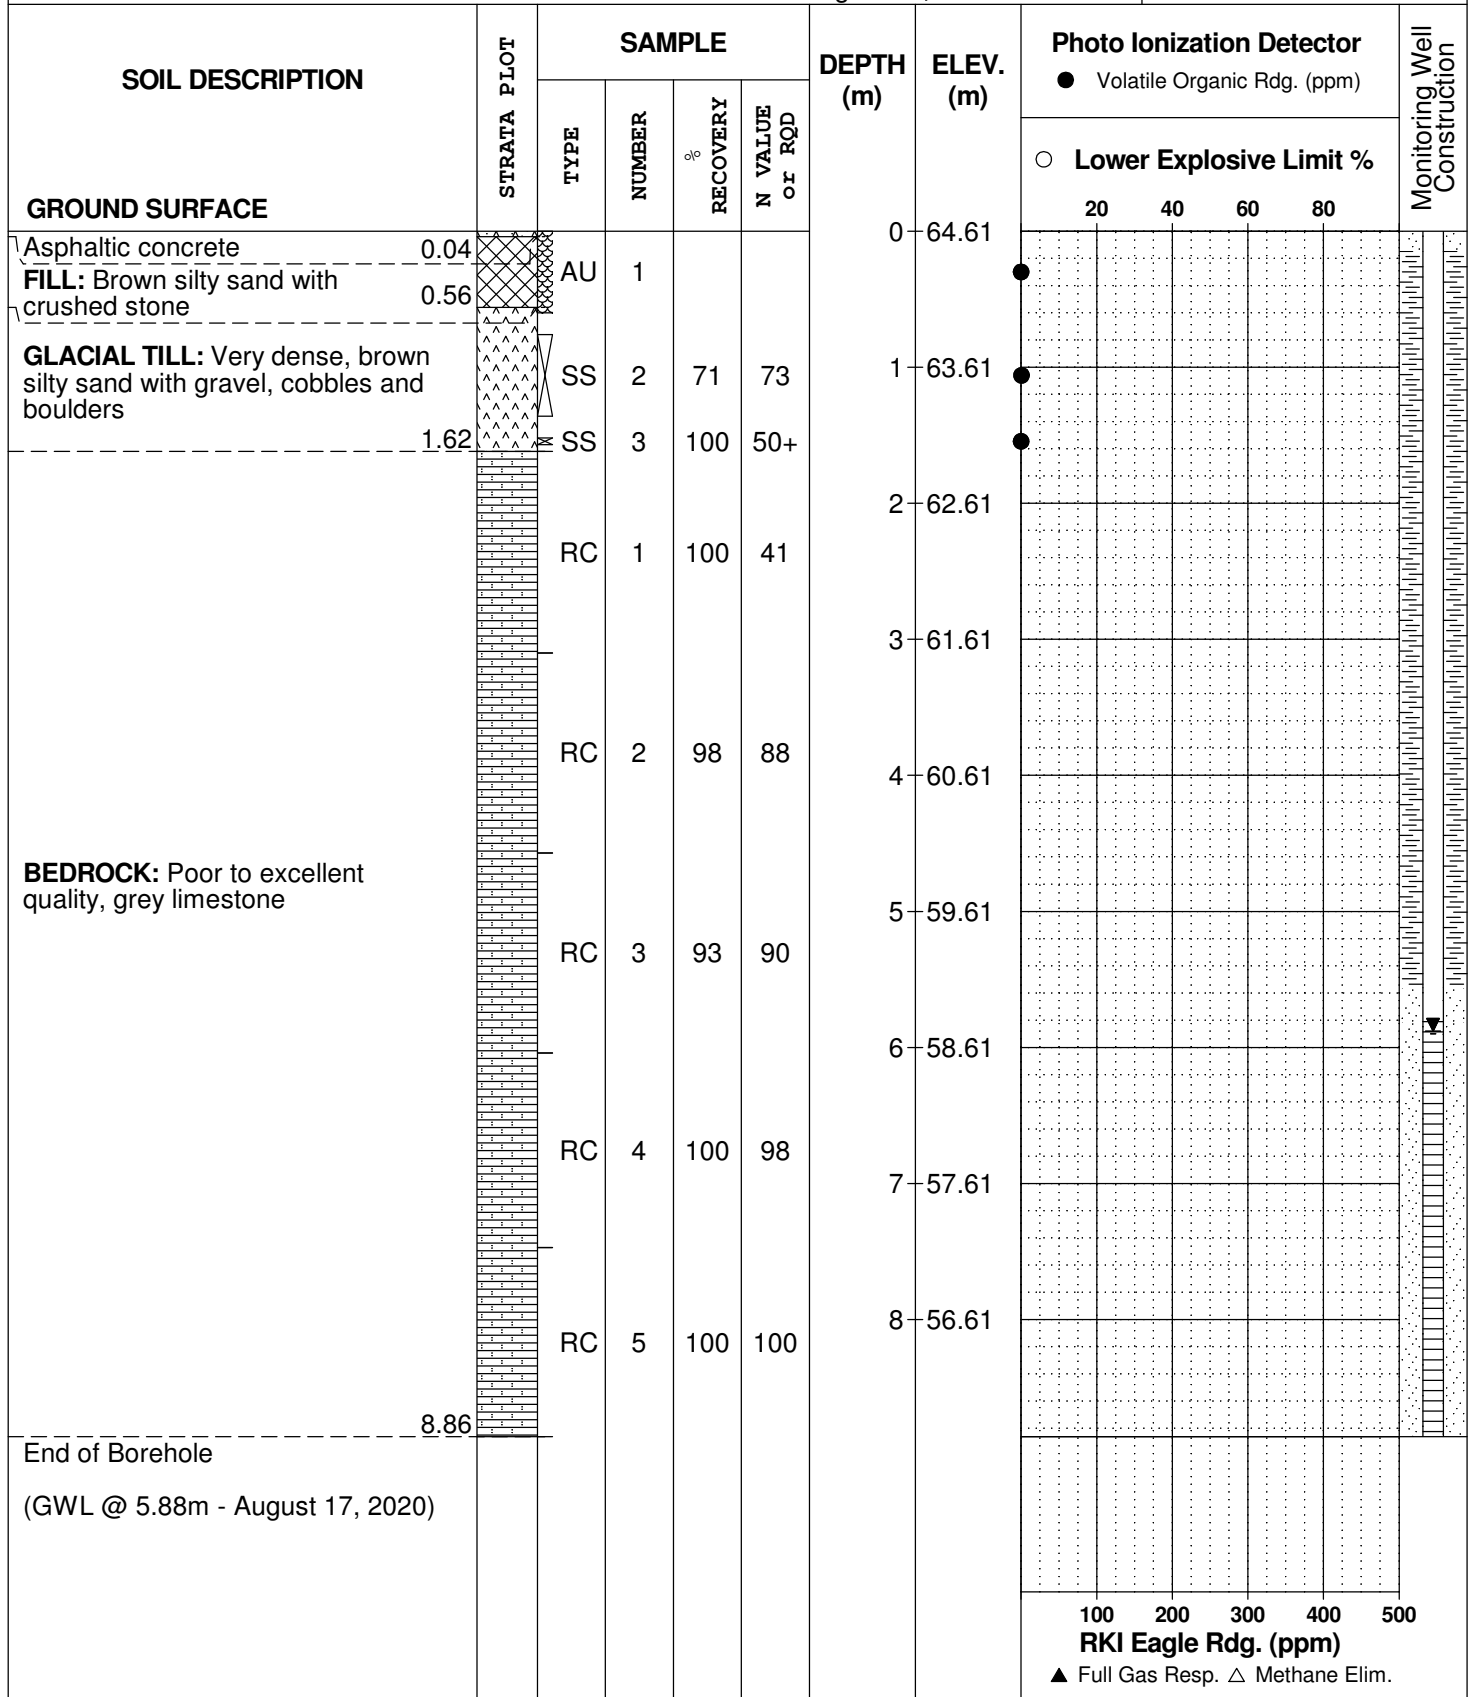 SOIL DESCRIPTION
GROUND SURFACE
STRATA PLOT
SAMPLE
TYPE
NUMBER
%
RECOVERY
N VALUE
or RQD
DEPTH
(m)
ELEV.
(m)
Photo Ionization Detector
● Volatile Organic Rdg. (ppm)
○ Lower Explosive Limit %
20 40 60 80
Monitoring Well
Construction
0 64.61
Asphaltic concrete 0.04
FILL: Brown silty sand with
crushed stone 0.56
AU 1
GLACIAL TILL: Very dense, brown
silty sand with gravel, cobbles and
boulders
1.62
1 63.61
SS 2 71 73
SS 3 100 50+
2 62.61
RC 1 100 41
3 61.61
RC 2 98 88
4 60.61
BEDROCK: Poor to excellent
quality, grey limestone
5 59.61
RC 3 93 90
6 58.61
RC 4 100 98
7 57.61
8 56.61
RC 5 100 100
8.86
End of Borehole
(GWL @ 5.88m - August 17, 2020)
100 200 300 400 500
RKI Eagle Rdg. (ppm)
▲ Full Gas Resp. △ Methane Elim.